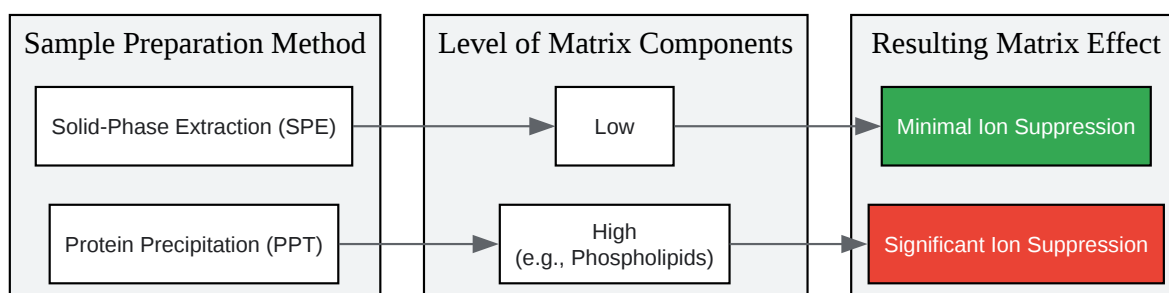 Sample Preparation Method
Level of Matrix Components
Resulting Matrix Effect
Solid-Phase Extraction (SPE)
Low
Minimal Ion Suppression
Protein Precipitation (PPT)
High
(e.g., Phospholipids)
Significant Ion Suppression